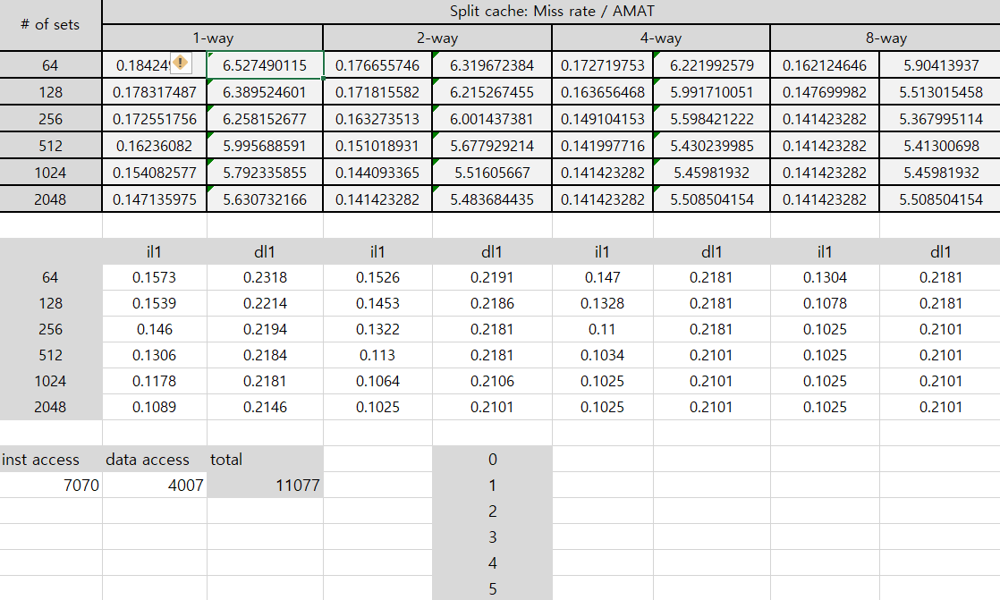 # of sets Split cache: Miss rate / AMAT
1-way 2-way 4-way 8-way
64 0.18424 6.527490115 0.176655746 6.319672384 0.172719753 6.221992579 0.162124646 5.90413937
128 0.178317487 6.389524601 0.171815582 6.215267455 0.163656468 5.991710051 0.147699982 5.513015458
256 0.172551756 6.258152677 0.163273513 6.001437381 0.149104153 5.598421222 0.141423282 5.367995114
512 0.16236082 5.995688591 0.151018931 5.677929214 0.141997716 5.430239985 0.141423282 5.41300698
1024 0.154082577 5.792335855 0.144093365 5.51605667 0.141423282 5.45981932 0.141423282 5.45981932
2048 0.147135975 5.630732166 0.141423282 5.483684435 0.141423282 5.508504154 0.141423282 5.508504154
il1 dl1 il1 dl1 il1 dl1 il1 dl1
64 0.1573 0.2318 0.1526 0.2191 0.147 0.2181 0.1304 0.2181
128 0.1539 0.2214 0.1453 0.2186 0.1328 0.2181 0.1078 0.2181
256 0.146 0.2194 0.1322 0.2181 0.11 0.2181 0.1025 0.2101
512 0.1306 0.2184 0.113 0.2181 0.1034 0.2101 0.1025 0.2101
1024 0.1178 0.2181 0.1064 0.2106 0.1025 0.2101 0.1025 0.2101
2048 0.1089 0.2146 0.1025 0.2101 0.1025 0.2101 0.1025 0.2101
inst access data access total 0
7070 4007 11077 1
2
3
4
5